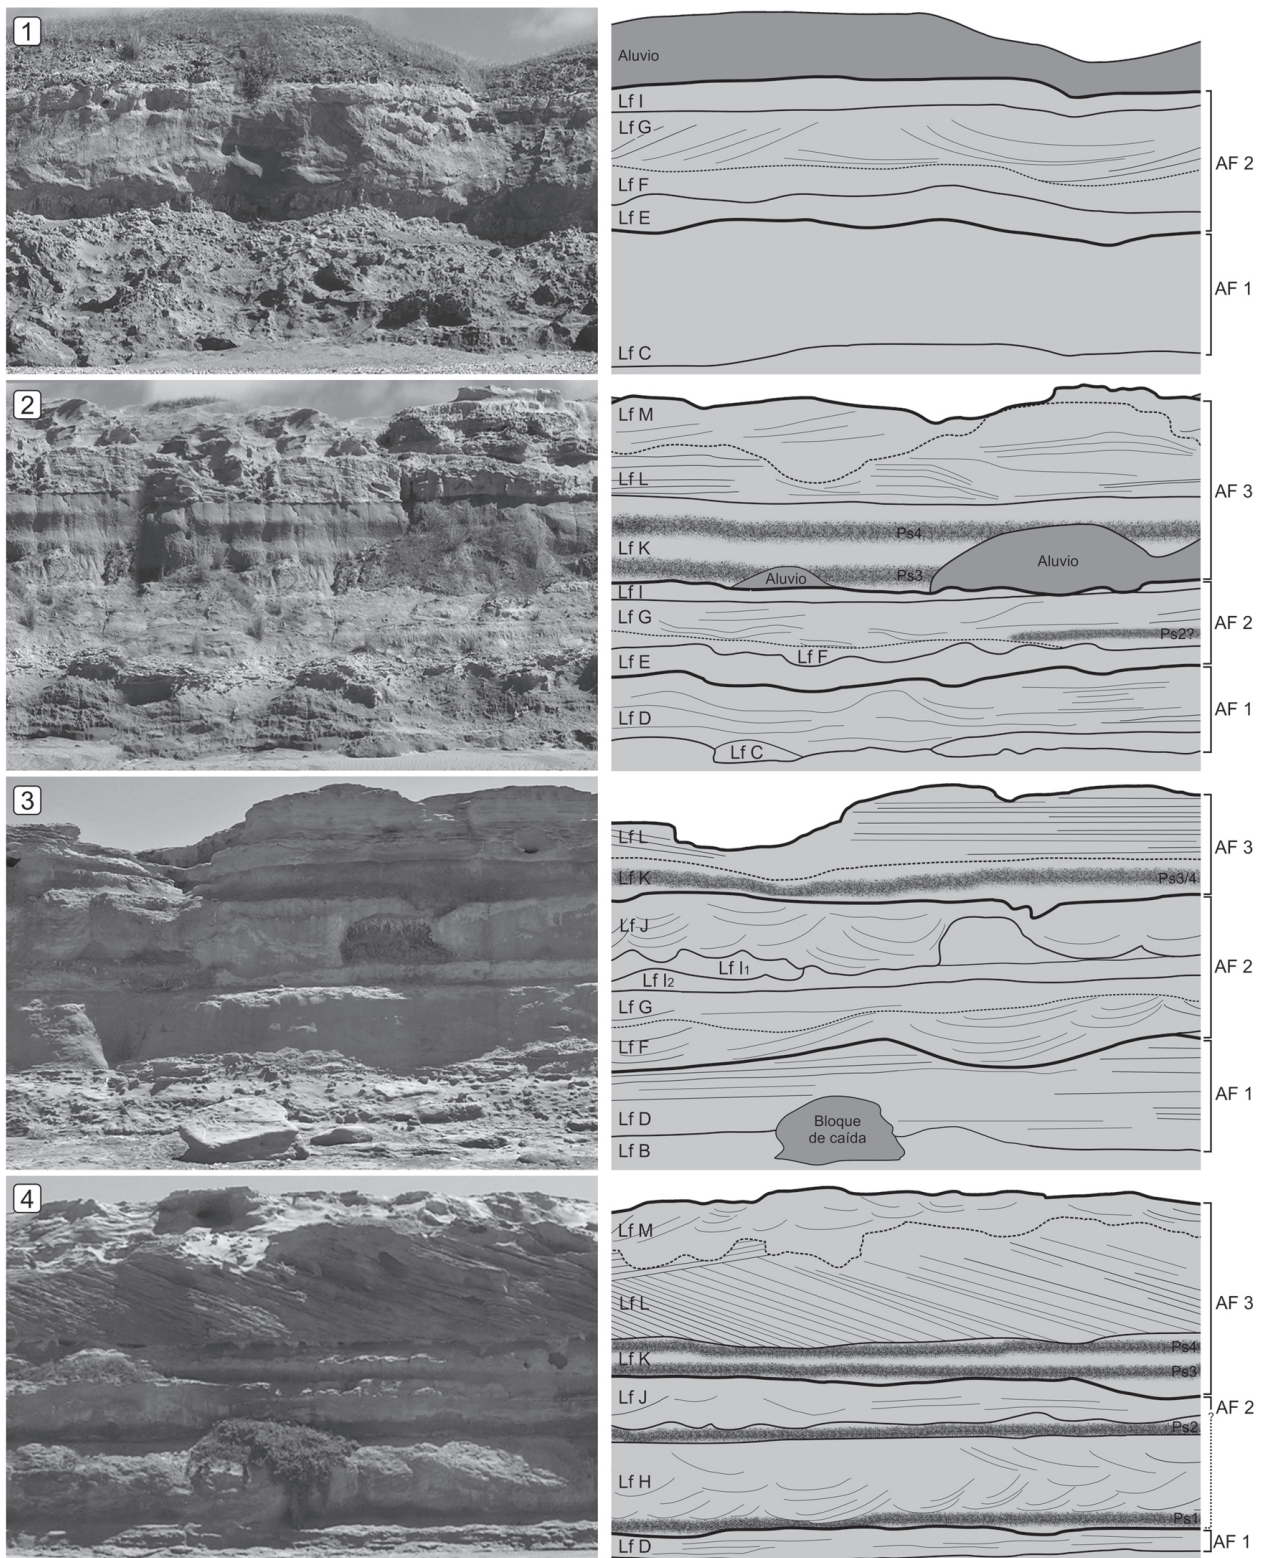 1
Aluvio
Lf I
Lf G
AF 2
Lf F
Lf E
AF 1
Lf C
2
Lf M
Lf L
AF 3
Ps4
Lf K
Aluvio
Ps3
Aluvio
Lf I
Lf G
AF 2
Ps2?
Lf F
Lf E
Lf D
AF 1
Lf C
3
Lf L
AF 3
Lf K
Ps3/4
Lf J
Lf I1
AF 2
Lf I2
Lf G
Lf F
AF 1
Lf D
Bloque
de caída
Lf B
4
Lf M
Lf L
AF 3
Ps4
Lf K
Ps3
Lf J
AF 2
?
Ps2
Lf H
Ps1
Lf D
AF 1